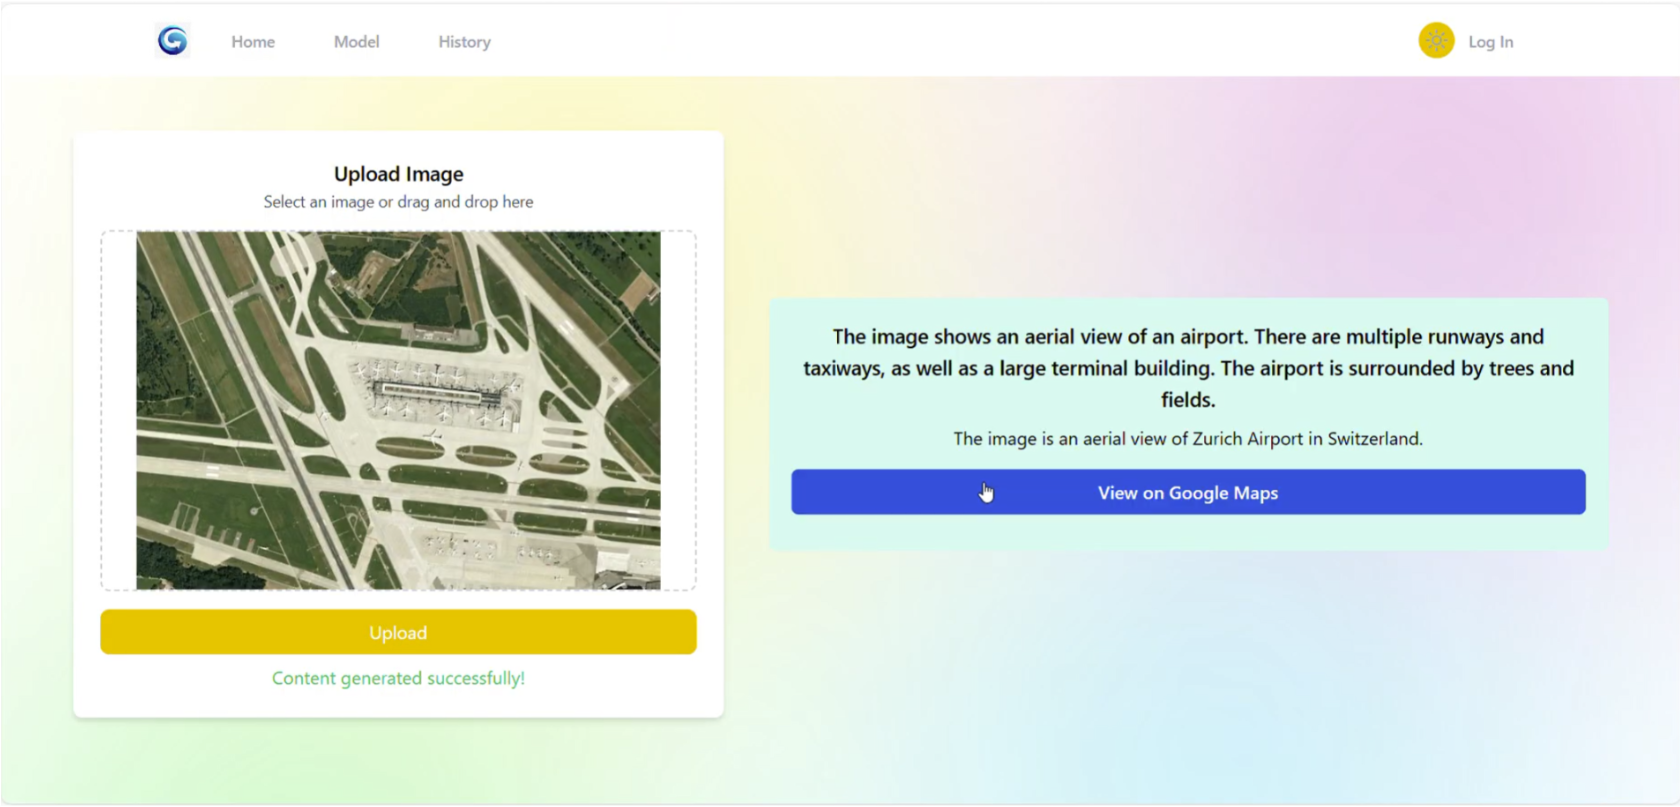 Home
Model
History
Log In
Upload Image
Select an image or drag and drop here
Upload
Content generated successfully!
The image shows an aerial view of an airport. There are multiple runways and
taxiways, as well as a large terminal building. The airport is surrounded by trees and
fields.
The image is an aerial view of Zurich Airport in Switzerland.
View on Google Maps